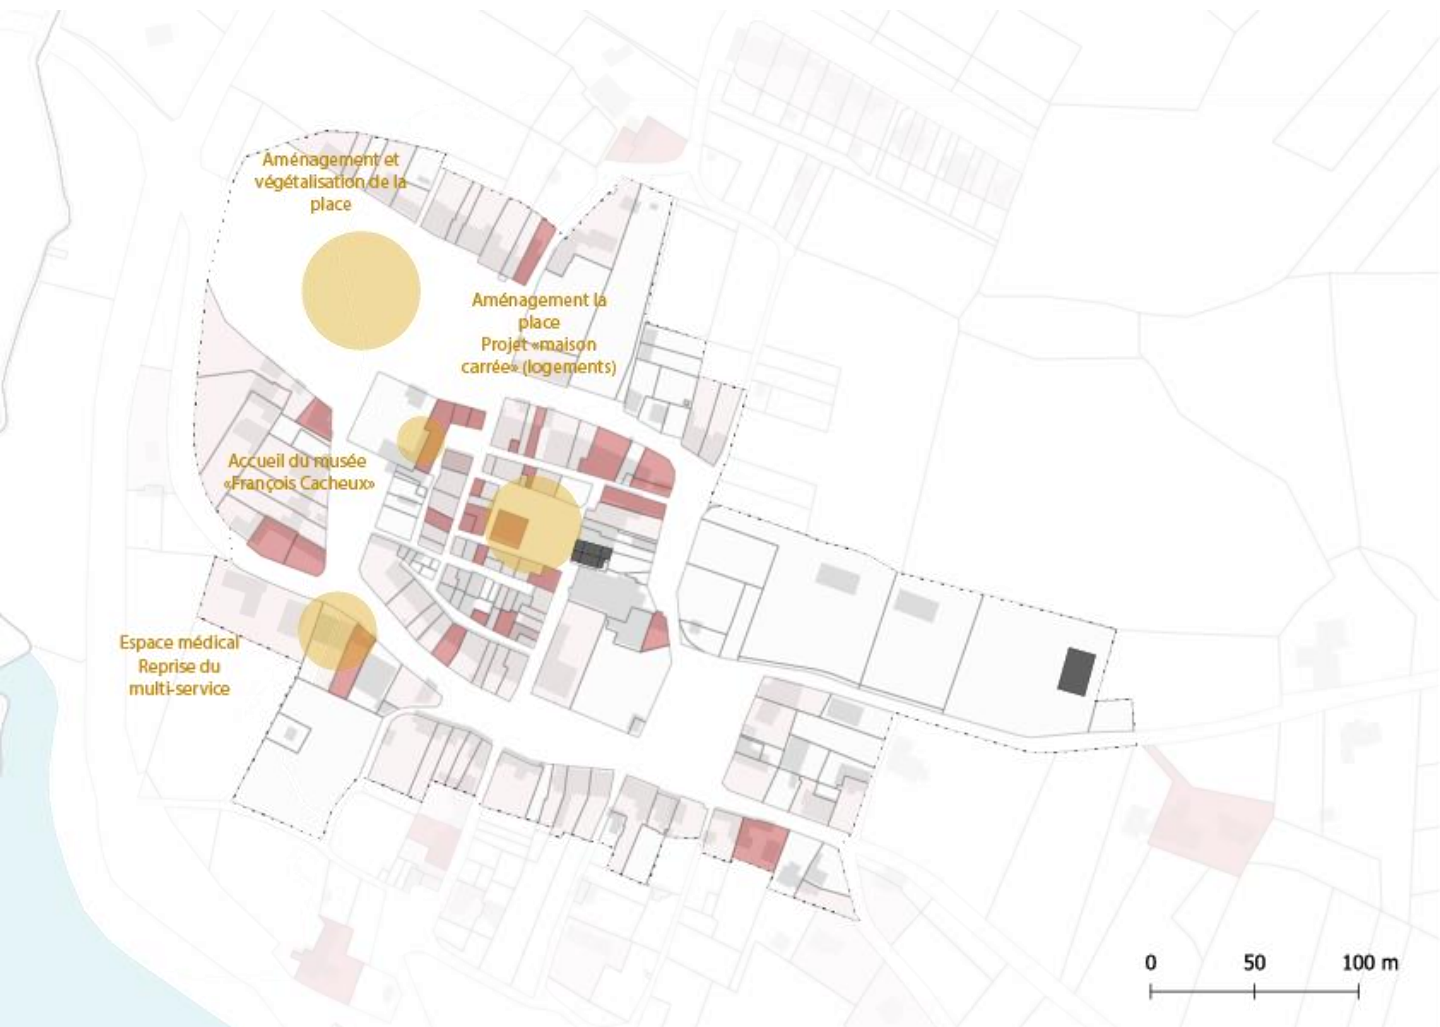 Aménagement et
végétalisation de la
place
Aménagement la
place
Projet «maison
carrée» (logements)
Accueil du musée
«François Cacheux»
Espace médical
Reprise du
multi-service
0 50 100 m